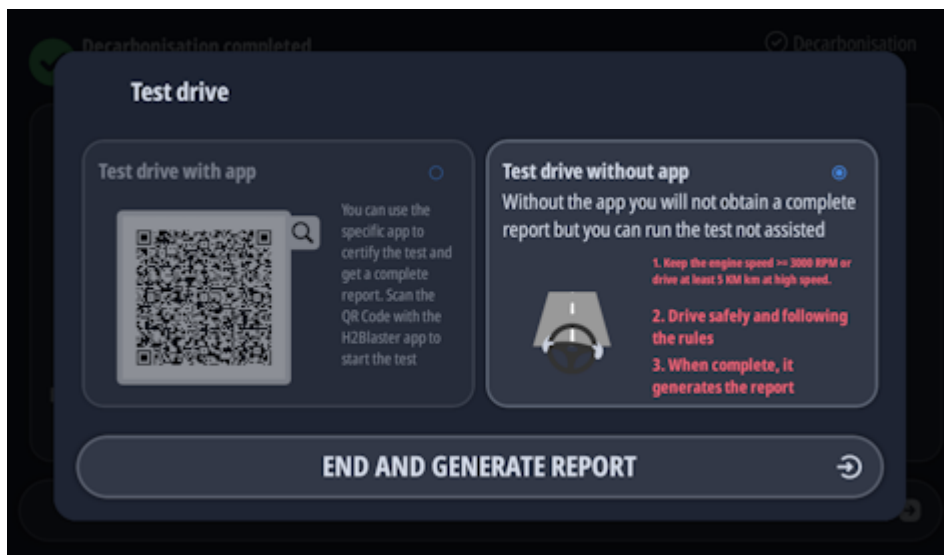 Decarbonisation completed
Decarbonisation
Test drive
Test drive with app
You can use the
specific app to
certify the test and
get a complete
report. Scan the
QR Code with the
H2Blaster app to
start the test
Test drive without app
Without the app you will not obtain a complete
report but you can run the test not assisted
1. Keep the engine speed >= 3000 RPM or
drive at least 5 KM km at high speed.
2. Drive safely and following
the rules
3. When complete, it
generates the report
END AND GENERATE REPORT